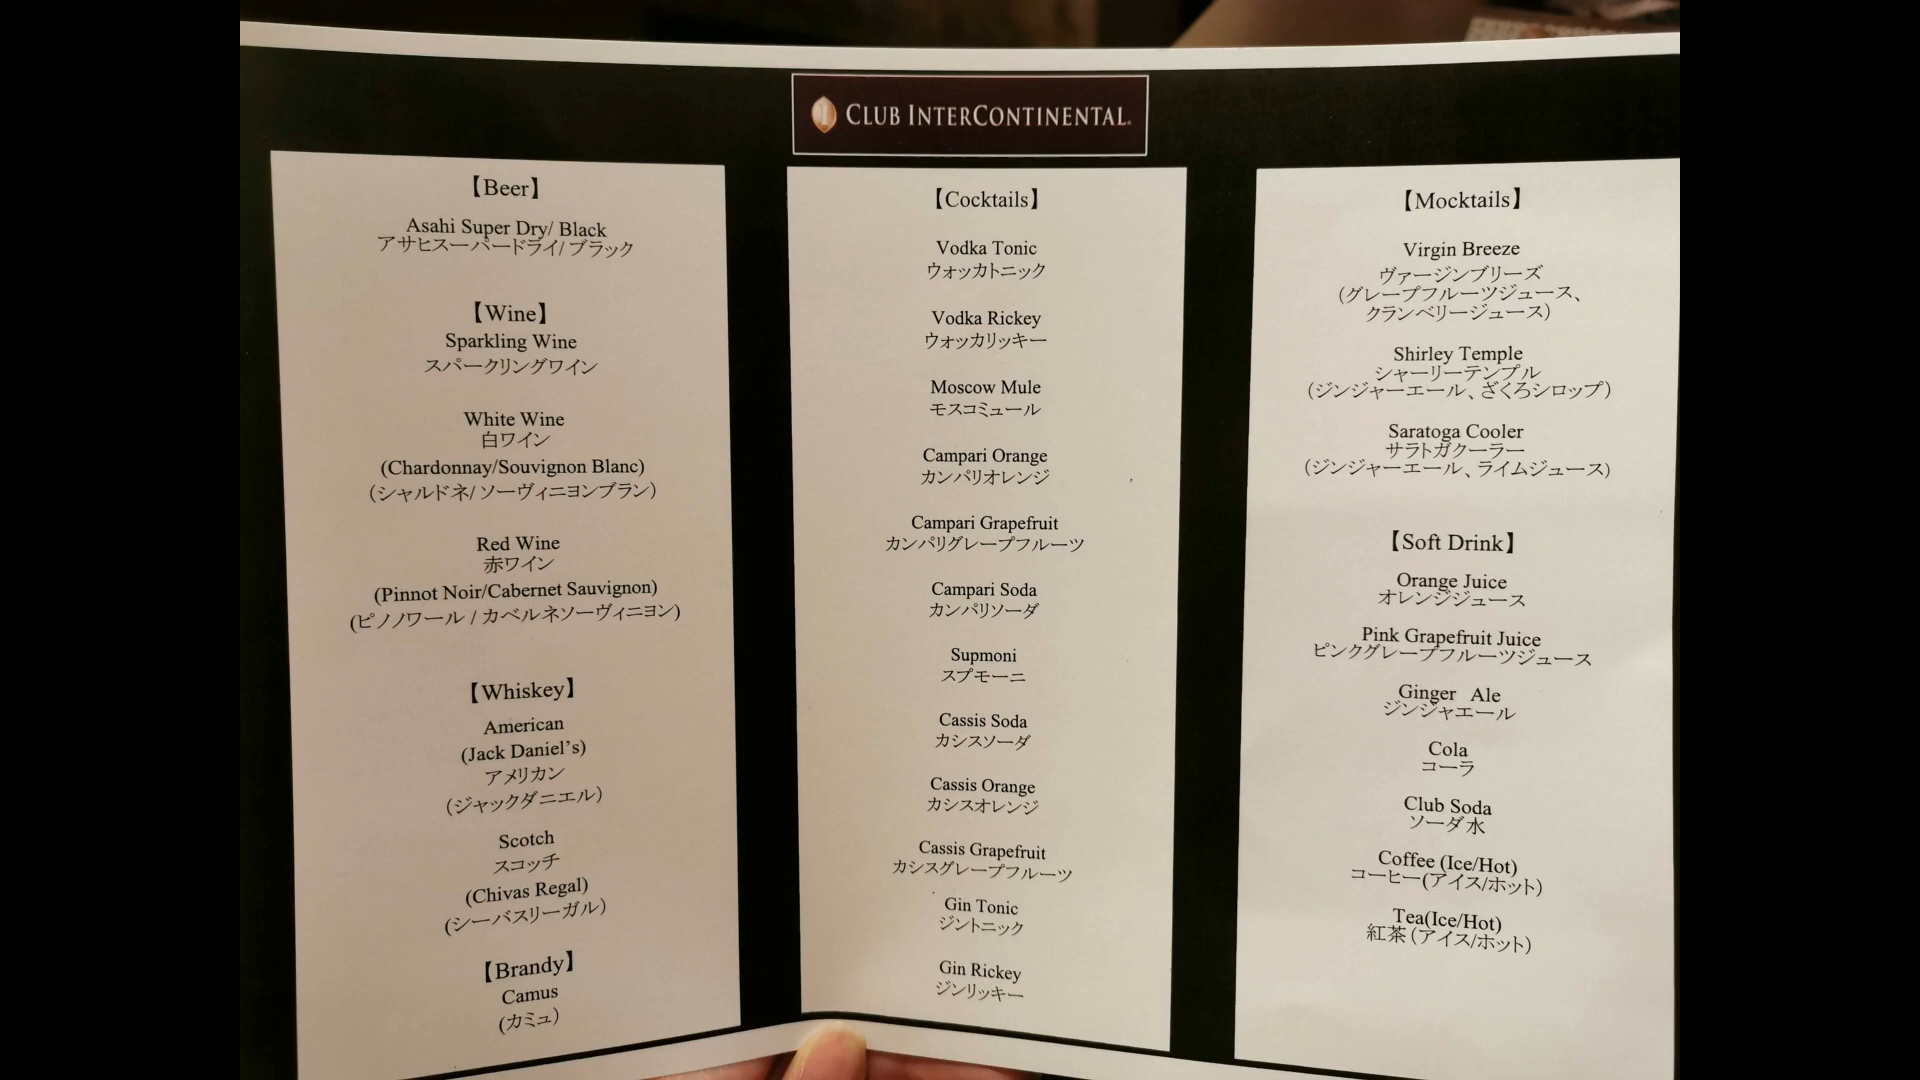 CLUB INTERCONTINENTAL
【Beer】
Asahi Super Dry/ Black
アサヒスーパードライ/ ブラック
【Wine】
Sparkling Wine
スパークリングワイン
White Wine
白ワイン
(Chardonnay/Souvignon Blanc)
(シャルドネ/ ソーヴィニヨンブラン)
Red Wine
赤ワイン
(Pinnot Noir/Cabernet Sauvignon)
(ピノノワール / カベルネソーヴィニヨン)
【Whiskey】
American
(Jack Daniel's)
アメリカン
(ジャックダニエル)
Scotch
スコッチ
(Chivas Regal)
(シーバスリーガル)
【Brandy】
Camus
(カミュ)
【Cocktails】
Vodka Tonic
ウォッカトニック
Vodka Rickey
ウォッカリッキー
Moscow Mule
モスコミュール
Campari Orange
カンパリオレンジ
Campari Grapefruit
カンパリグレープフルーツ
Campari Soda
カンパリソーダ
Supmoni
スプモーニ
Cassis Soda
カシスソーダ
Cassis Orange
カシスオレンジ
Cassis Grapefruit
カシスグレープフルーツ
Gin Tonic
ジントニック
Gin Rickey
ジンリッキー
【Mocktails】
Virgin Breeze
ヴァージンブリーズ
(グレープフルーツジュース、
クランベリージュース)
Shirley Temple
シャーリーテンプル
(ジンジャーエール、ざくろシロップ)
Saratoga Cooler
サラトガクーラー
(ジンジャーエール、ライムジュース)
【Soft Drink】
Orange Juice
オレンジジュース
Pink Grapefruit Juice
ピンクグレープフルーツジュース
Ginger Ale
ジンジャエール
Cola
コーラ
Club Soda
ソーダ水
Coffee (Ice/Hot)
コーヒー(アイス/ホット)
Tea(Ice/Hot)
紅茶(アイス/ホット)